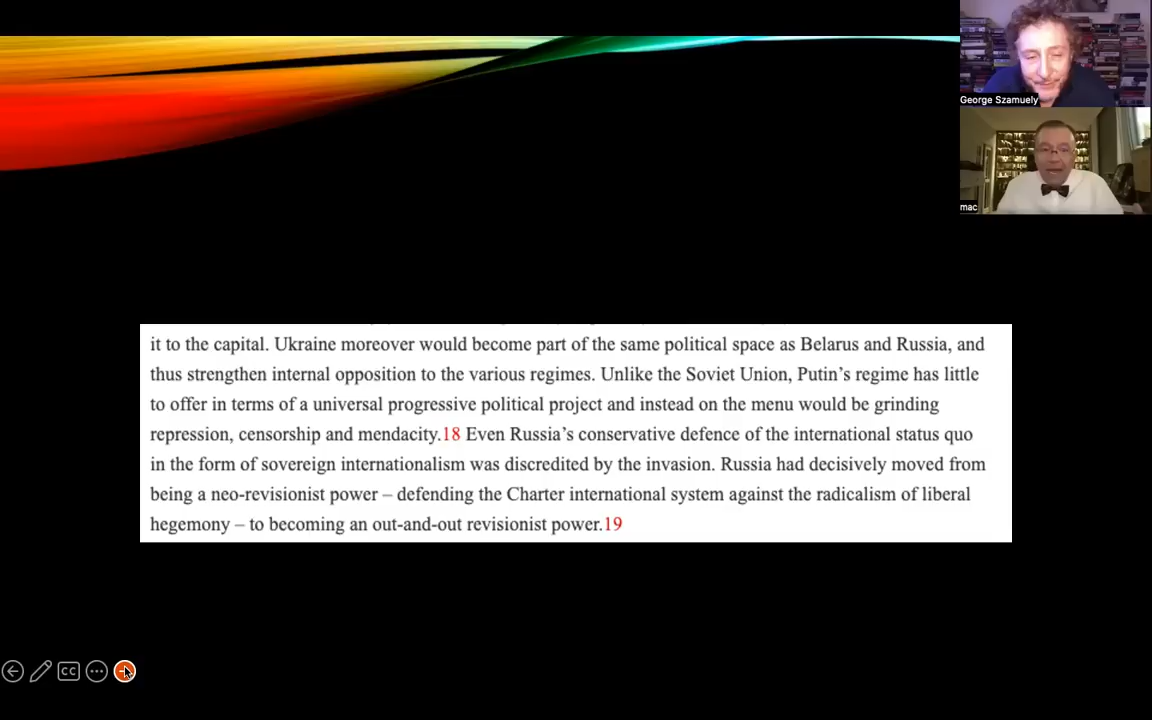 George Szamuely
mac
it to the capital. Ukraine moreover would become part of the same political space as Belarus and Russia, and
thus strengthen internal opposition to the various regimes. Unlike the Soviet Union, Putin’s regime has little
to offer in terms of a universal progressive political project and instead on the menu would be grinding
repression, censorship and mendacity.18 Even Russia’s conservative defence of the international status quo
in the form of sovereign internationalism was discredited by the invasion. Russia had decisively moved from
being a neo-revisionist power – defending the Charter international system against the radicalism of liberal
hegemony – to becoming an out-and-out revisionist power.19
CC